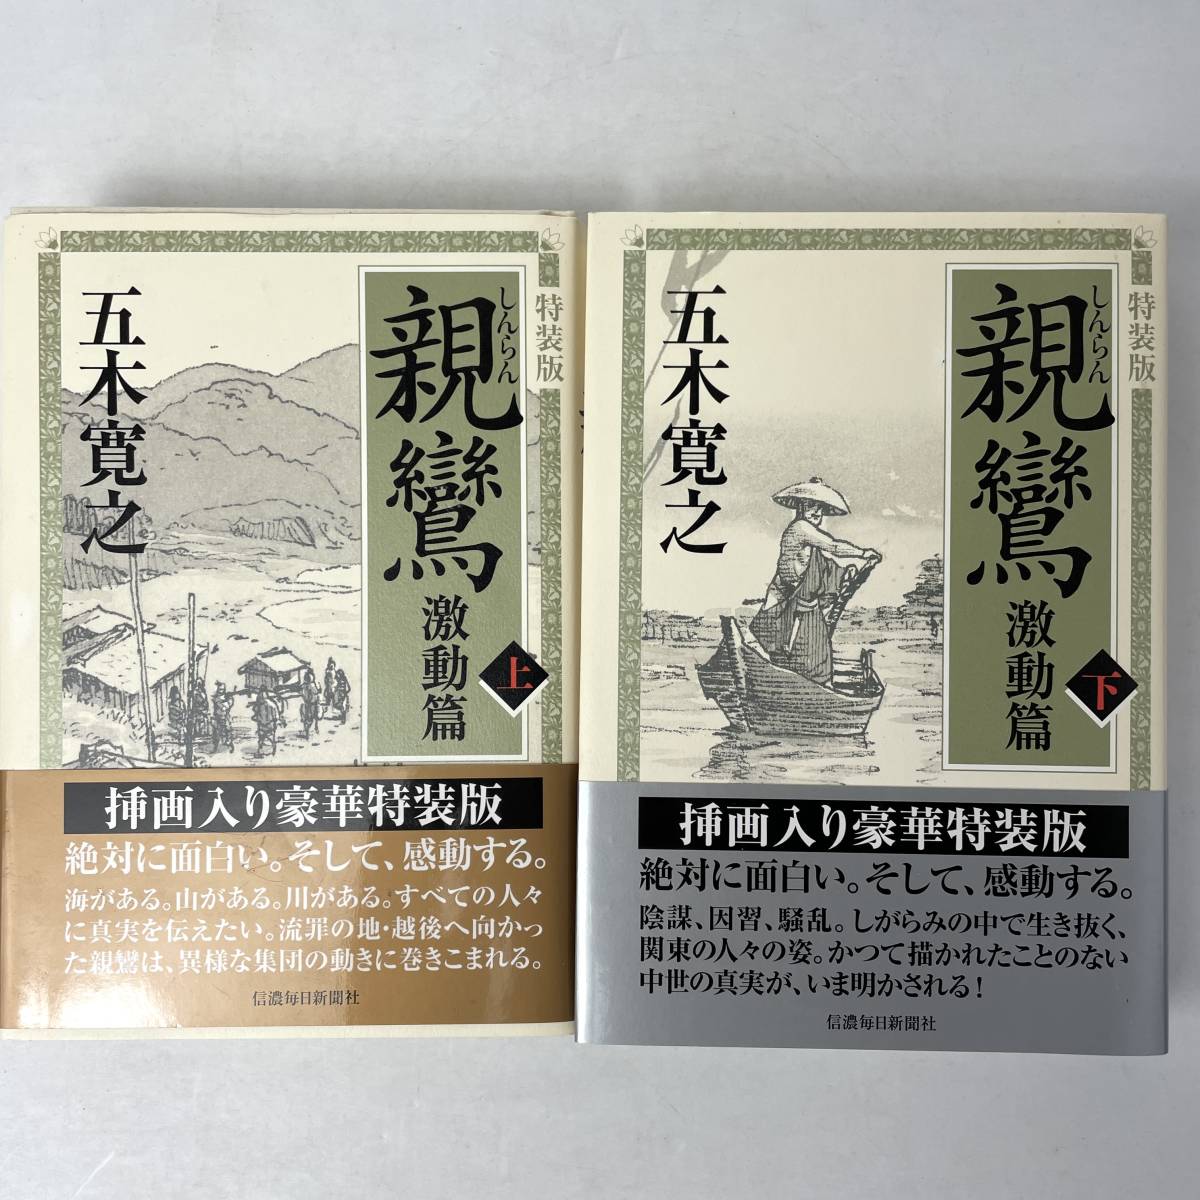 特装版
しんらん
親鸞
激動篇
上
五木寛之
挿画入り豪華特装版
絶対に面白い。そして、感動する。
海がある。山がある。川がある。すべての人々
に真実を伝えたい。流罪の地・越後へ向かっ
た親鸞は、異様な集団の動きに巻きこまれる。
信濃毎日新聞社
特装版
しんらん
親鸞
激動篇
下
五木寛之
挿画入り豪華特装版
絶対に面白い。そして、感動する。
陰謀、因習、騒乱。しがらみの中で生き抜く、
関東の人々の姿。かつて描かれたことのない
中世の真実が、いま明かされる!
信濃毎日新聞社